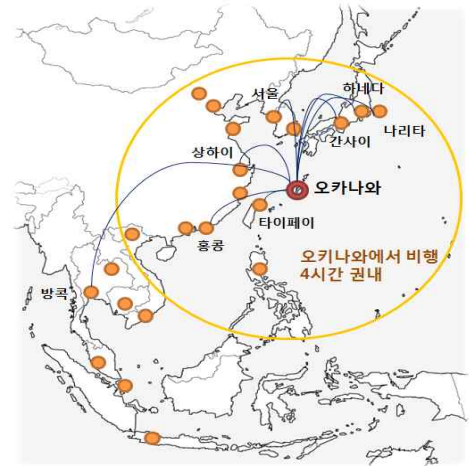 서울
하네다
나리타
간사이
상하이
오카나와
타이페이
홍콩
오키나와에서 비행
4시간 권내
방콕